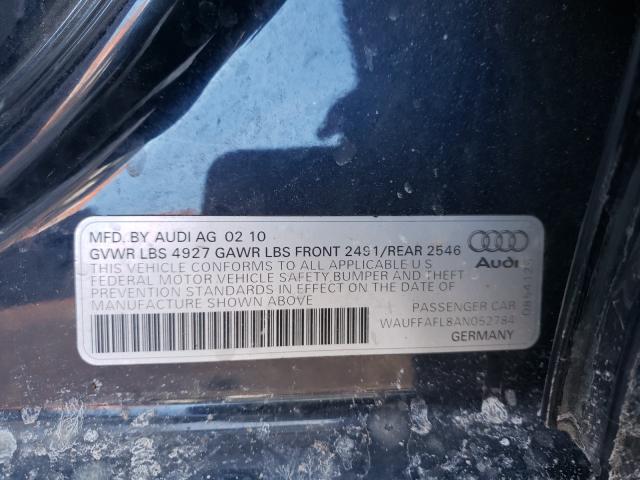 MFD. BY AUDI AG 02 10
GVWR LBS 4927 GAWR LBS FRONT 2491/REAR 2546
THIS VEHICLE CONFORMS TO ALL APPLICABLE U S
FEDERAL MOTOR VEHICLE SAFETY BUMPER AND THEFT
PREVENTION STANDARDS IN EFFECT ON THE DATE OF
MANUFACTURE SHOWN ABOVE
Audi
PASSENGER CAR
WAUFFAFL8AN052784
GERMANY